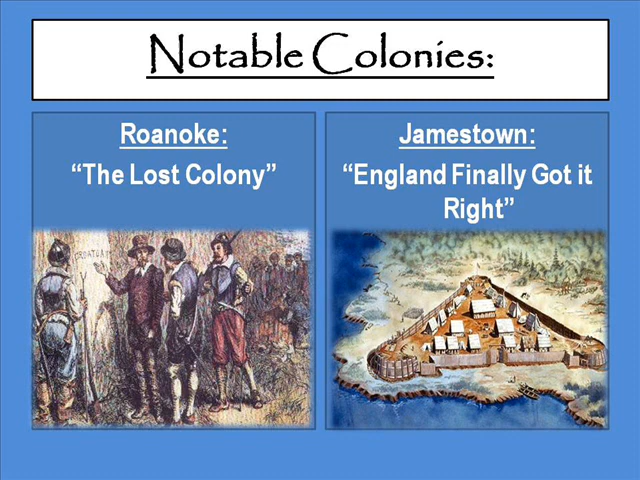 Notable Colonies:
Roanoke:
“The Lost Colony”
Jamestown:
“England Finally Got it
Right”